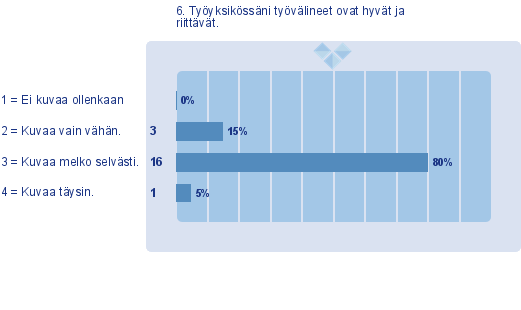 6. Työyksikössäni työvälineet ovat hyvät ja
riittävät.
1 = Ei kuvaa ollenkaan 0%
2 = Kuvaa vain vähän. 3 15%
3 = Kuvaa melko selvästi. 16 80%
4 = Kuvaa täysin. 1 5%